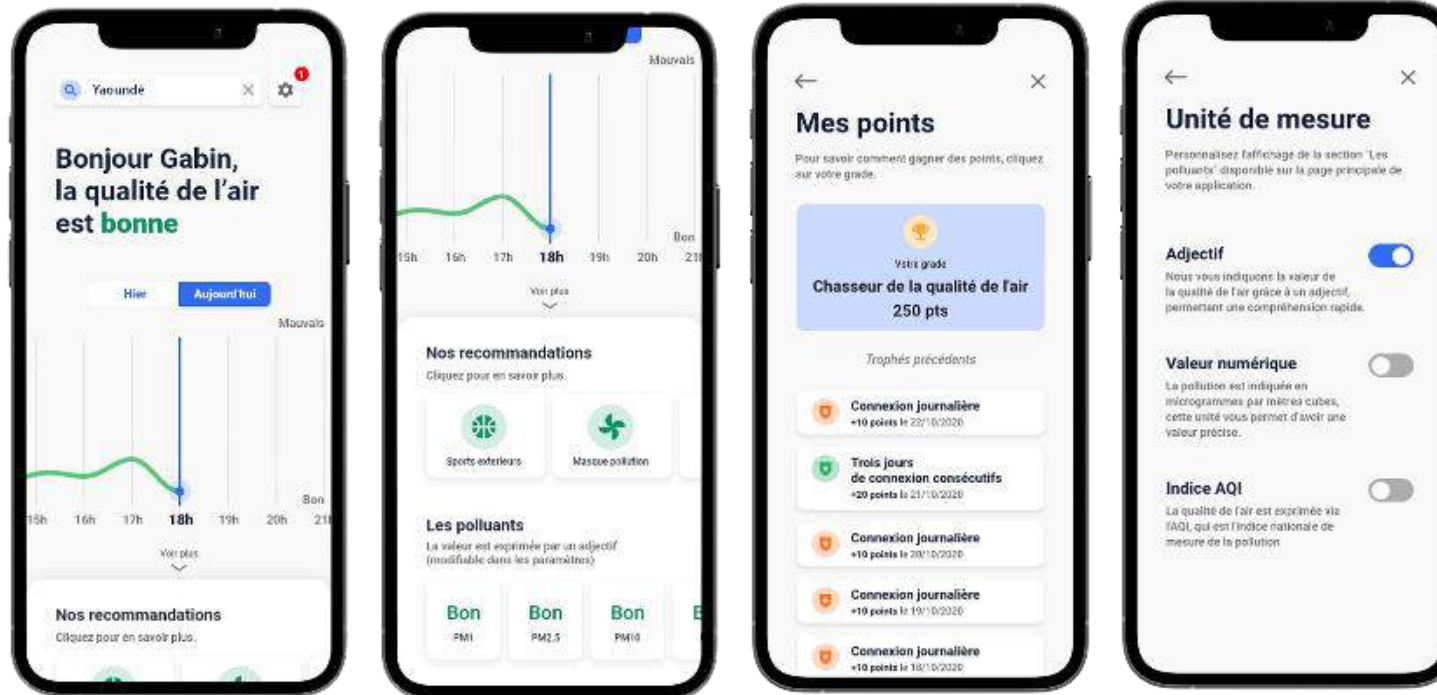 Yaoundé
1
Bonjour Gabin,
la qualité de l'air
est bonne
Hier
Aujourd'hui
Mauvais
Bon
15h 16h 17h 18h 19h 20h 21
Voir plus
Nos recommandations
Cliquez pour en savoir plus.
Mauvais
Bon
15h 16h 17h 18h 19h 20h 21
Voir plus
Nos recommandations
Cliquez pour en savoir plus.
Sports exterieurs
Masque pollution
Les polluants
La valeur est exprimée par un adjectif
(modifiable dans les paramètres)
Bon Bon Bon
PM1 PM2.5 PM10
Mes points
Pour savoir comment gagner des points, cliquez
sur votre grade.
Votre grade
Chasseur de la qualité de l'air
250 pts
Trophés précédents
Connexion journalière
+10 points le 22/10/2020
Trois jours
de connexion consécutifs
+20 points le 21/10/2020
Connexion journalière
+10 points le 20/10/2020
Connexion journalière
+10 points le 19/10/2020
Connexion journalière
+10 points le 18/10/2020
Unité de mesure
Personnalisez l'affichage de la section "Les
polluants" disponible sur la page principale de
votre application.
Adjectif
Nous vous indiquons la valeur de
la qualité de l'air grâce à un adjectif,
permettant une compréhension rapide.
Valeur numérique
La pollution est indiquée en
microgrammes par mètres cubes,
cette unité vous permet d'avoir une
valeur précise.
Indice AQI
La qualité de l'air est exprimée via
l'AQI, qui est l'indice nationale de
mesure de la pollution